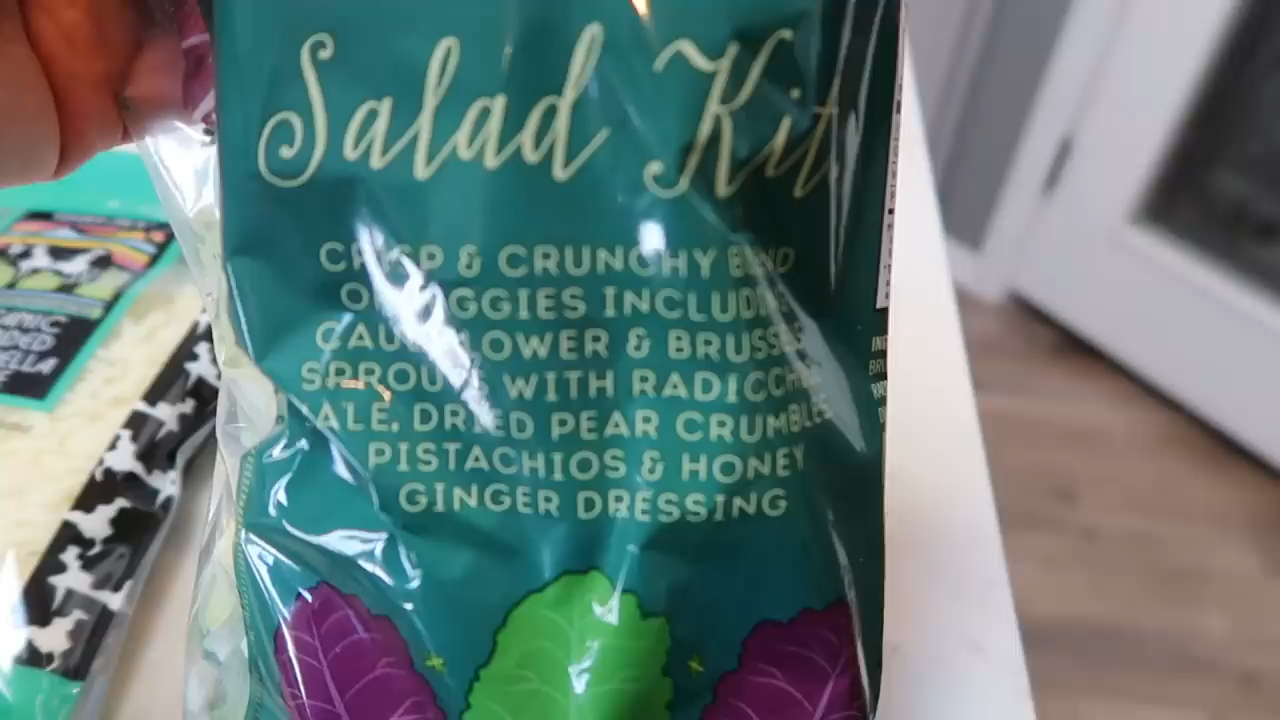 Salad Kit
CRISP & CRUNCHY BLEND
OF VEGGIES INCLUDING
CAULIFLOWER & BRUSSELS
SPROUTS WITH RADICCHIO,
KALE, DRIED PEAR CRUMBLES,
PISTACHIOS & HONEY
GINGER DRESSING